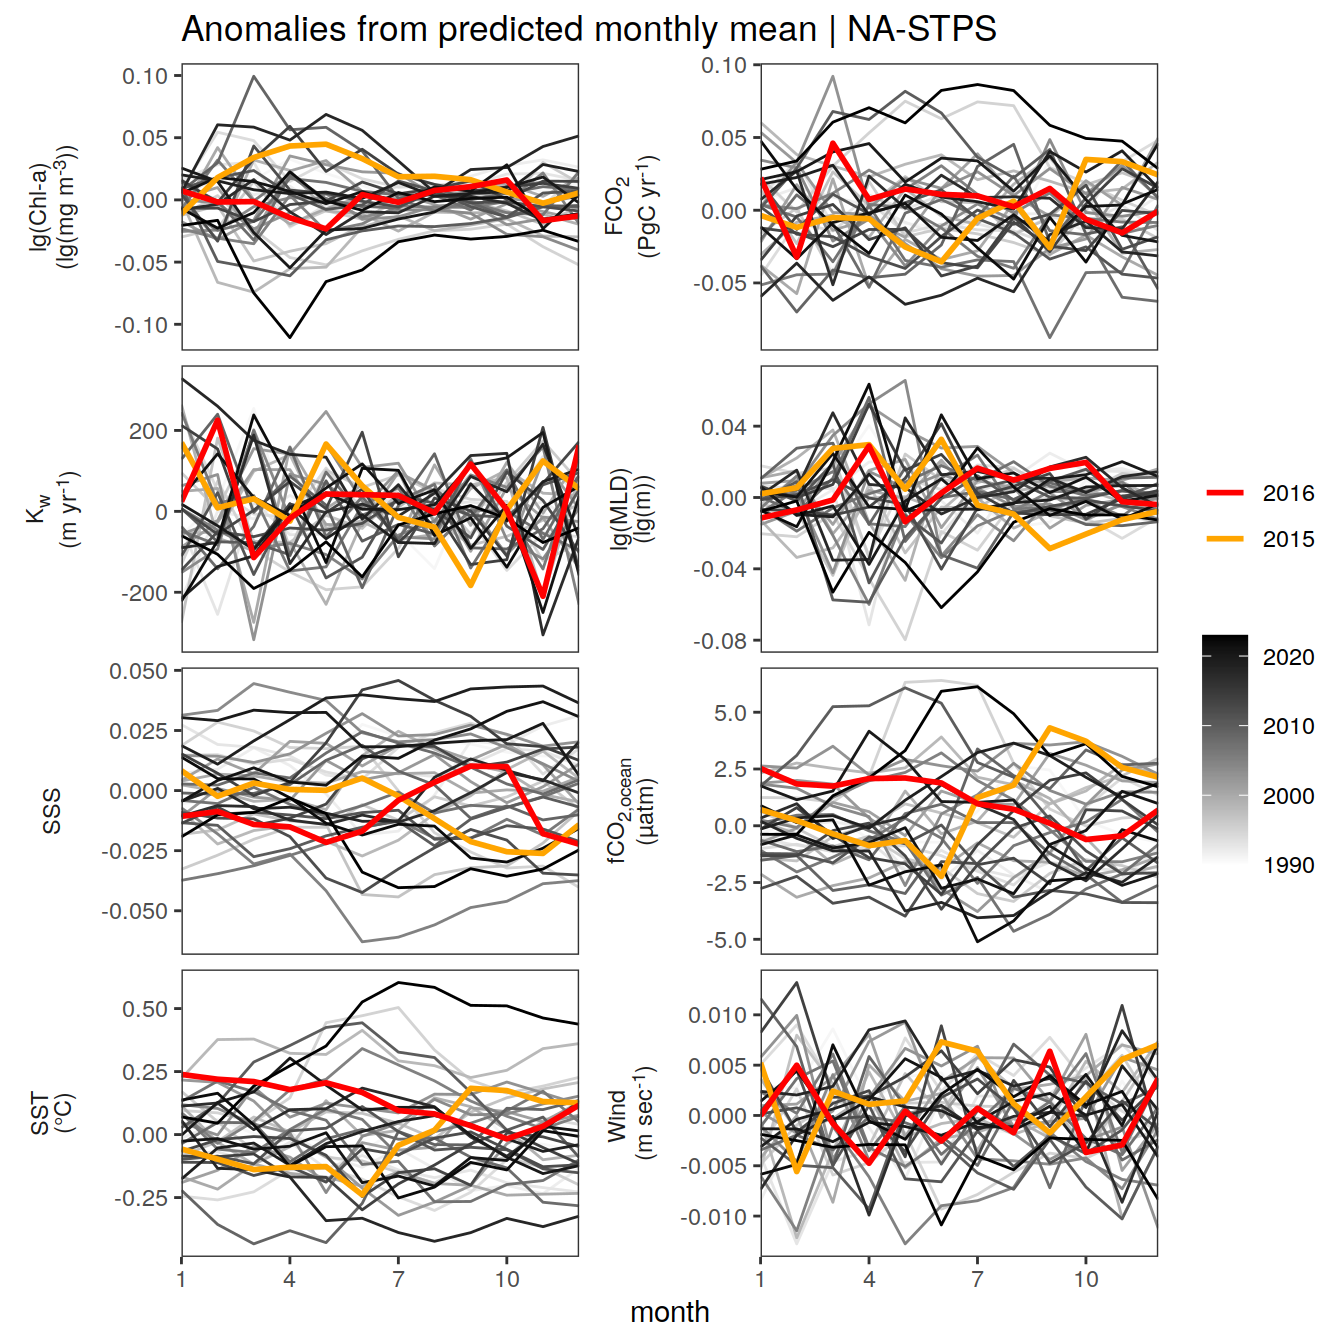 Anomalies from predicted monthly mean | NA-STPS
lg(Chl-a)
(lg(mg m⁻³))
0.10
0.05
0.00
-0.05
-0.10
FCO₂
(PgC yr⁻¹)
0.10
0.05
0.00
-0.05
K_w
(m yr⁻¹)
200
0
-200
lg(MLD)
(lg(m))
0.04
0.00
-0.04
-0.08
SSS
0.050
0.025
0.000
-0.025
-0.050
fCO₂,ocean
(µatm)
5.0
2.5
0.0
-2.5
-5.0
SST
(°C)
0.50
0.25
0.00
-0.25
Wind
(m sec⁻¹)
0.010
0.005
0.000
-0.005
-0.010
1 4 7 10
1 4 7 10
month
2016
2015
2020
2010
2000
1990